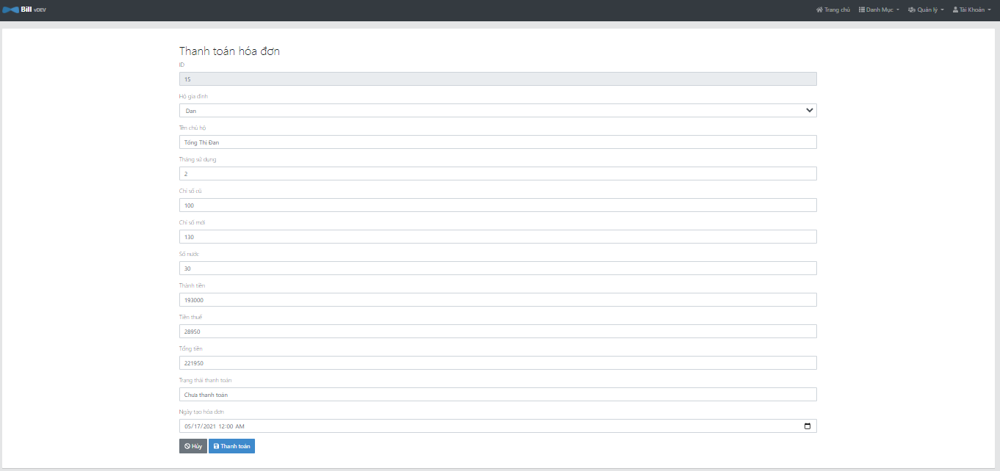 Bill vDEV
Trang chủ Danh Mục Quản lý Tài Khoản
Thanh toán hóa đơn
ID
15
Hộ gia đình
Dan
Tên chủ hộ
Tống Thị Đan
Tháng sử dụng
2
Chỉ số cũ
100
Chỉ số mới
130
Số nước
30
Thành tiền
193000
Tiền thuế
28950
Tổng tiền
221950
Trạng thái thanh toán
Chưa thanh toán
Ngày tạo hóa đơn
05/17/2021 12:00 AM
Hủy Thanh toán